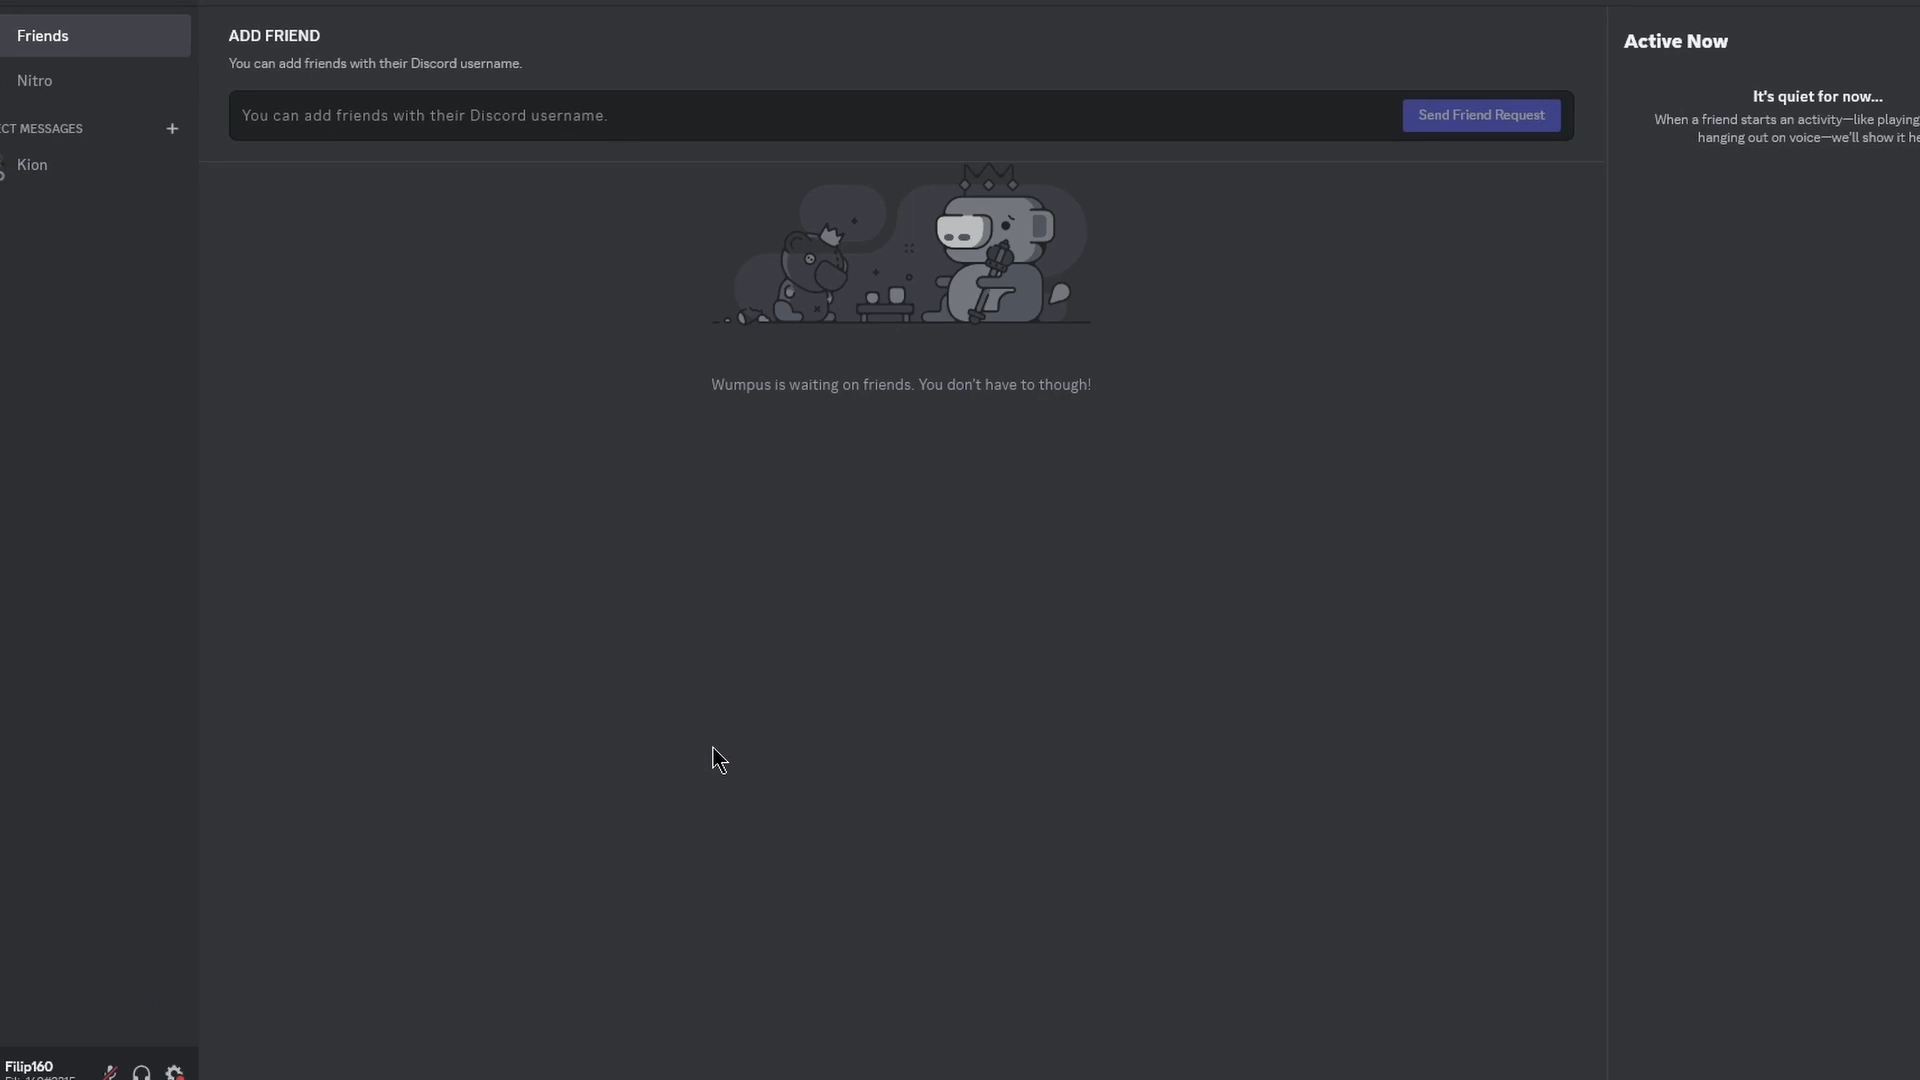 Friends
Nitro
CT MESSAGES
Kion
ADD FRIEND
You can add friends with their Discord username.
You can add friends with their Discord username.
Send Friend Request
Wumpus is waiting on friends. You don't have to though!
Active Now
It's quiet for now...
When a friend starts an activity—like playing
hanging out on voice—we'll show it he
Filip160